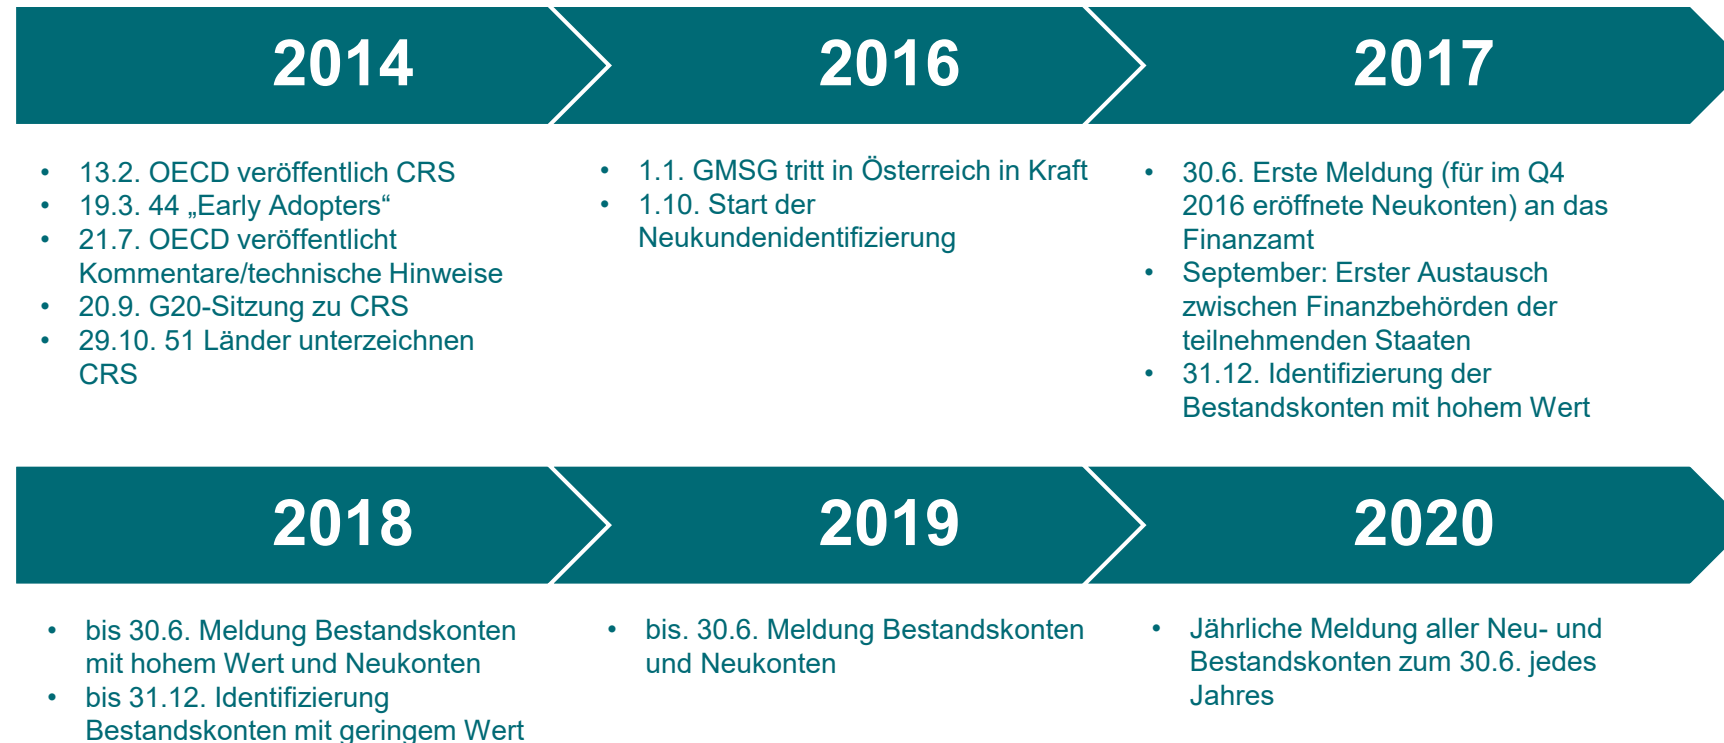 2014
2016
2017
• 13.2. OECD veröffentlich CRS
• 19.3. 44 „Early Adopters“
• 21.7. OECD veröffentlicht
Kommentare/technische Hinweise
• 20.9. G20-Sitzung zu CRS
• 29.10. 51 Länder unterzeichnen
CRS
• 1.1. GMSG tritt in Österreich in Kraft
• 1.10. Start der
Neukundenidentifizierung
• 30.6. Erste Meldung (für im Q4
2016 eröffnete Neukonten) an das
Finanzamt
• September: Erster Austausch
zwischen Finanzbehörden der
teilnehmenden Staaten
• 31.12. Identifizierung der
Bestandskonten mit hohem Wert
2018
2019
2020
• bis 30.6. Meldung Bestandskonten
mit hohem Wert und Neukonten
• bis 31.12. Identifizierung
Bestandskonten mit geringem Wert
• bis. 30.6. Meldung Bestandskonten
und Neukonten
• Jährliche Meldung aller Neu- und
Bestandskonten zum 30.6. jedes
Jahres